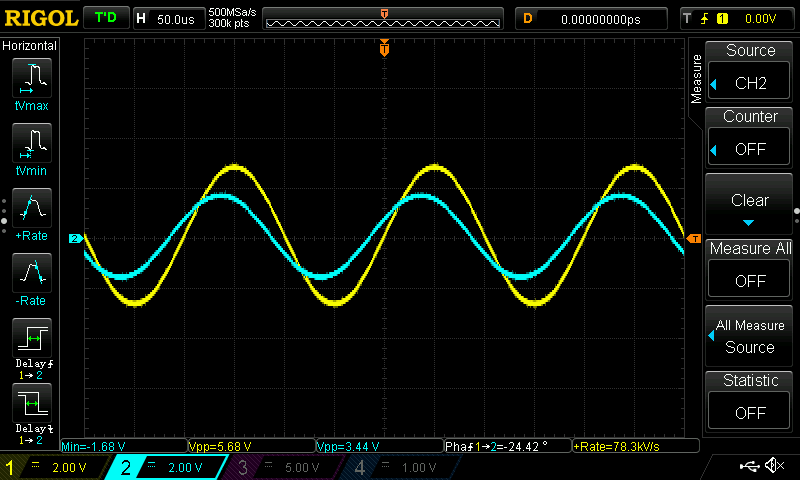 RIGOL T'D H 50.0us 500MSa/s 300k pts T D 0.00000000ps T 1 0.00V
Horizontal
tVmax
tVmin
+Rate
-Rate
Delay
1→2
Delay
1→2
T
2
T
Measure
Source
CH2
Counter
OFF
Clear
Measure All
OFF
All Measure
Source
Statistic
OFF
Min=-1.68 V Vpp=5.68 V Vpp=3.44 V Pha 1→2=-24.42 ° +Rate=78.3kV/s
1 = 2.00 V 2 = 2.00 V 3 = 5.00 V 4 = 1.00 V